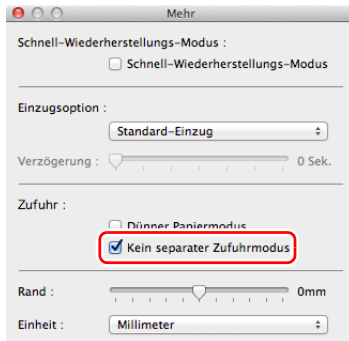 Mehr
Schnell-Wiederherstellungs-Modus :
Schnell-Wiederherstellungs-Modus
Einzugsoption :
Standard-Einzug
Verzögerung : 0 Sek.
Zufuhr :
Dünner Papiermodus
Kein separater Zufuhrmodus
Rand : 0mm
Einheit : Millimeter